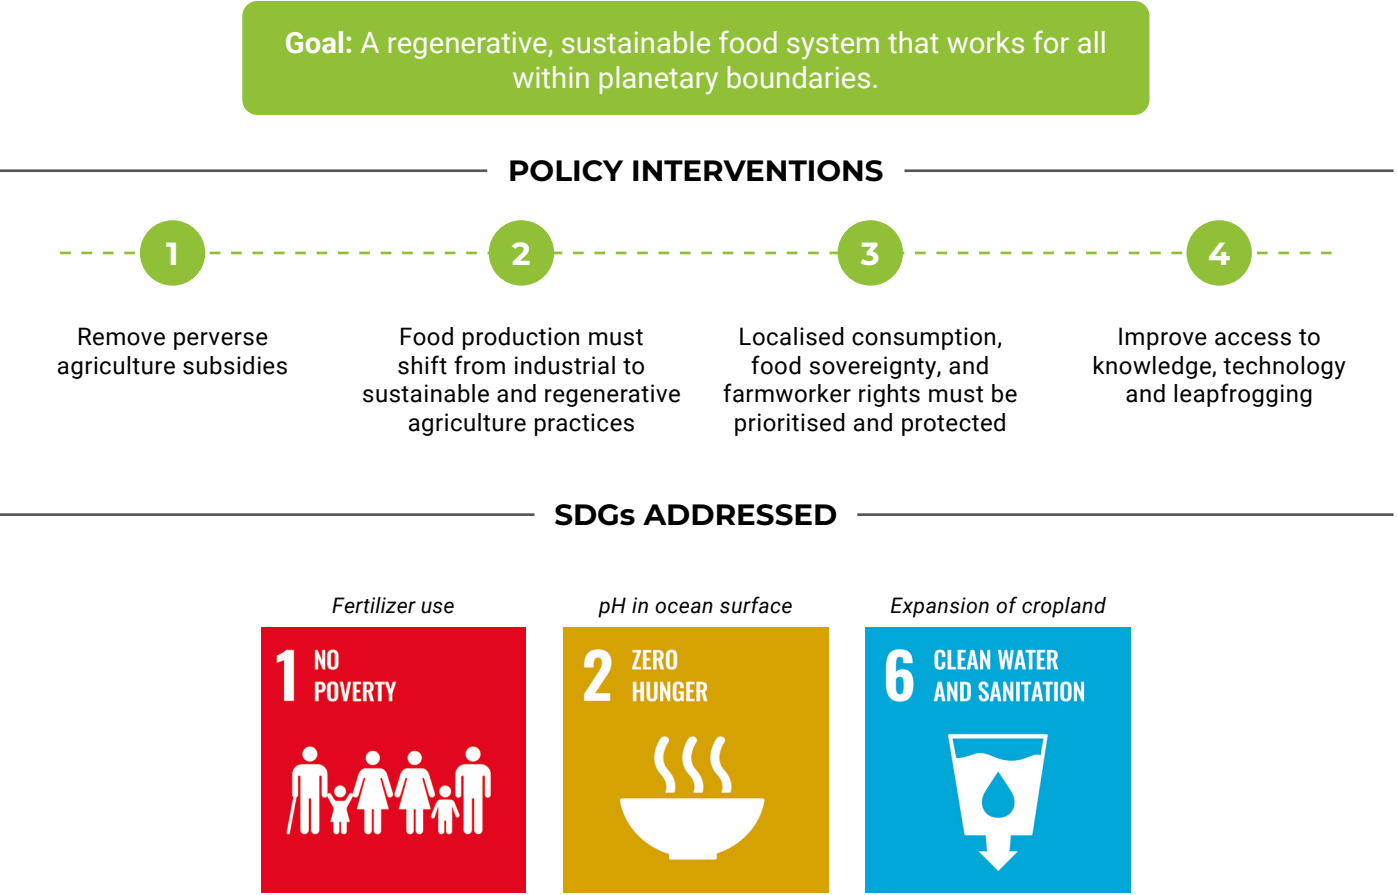 Goal: A regenerative, sustainable food system that works for all
within planetary boundaries.
POLICY INTERVENTIONS
1
2
3
4
Remove perverse
agriculture subsidies
Food production must
shift from industrial to
sustainable and regenerative
agriculture practices
Localised consumption,
food sovereignty, and
farmworker rights must be
prioritised and protected
Improve access to
knowledge, technology
and leapfrogging
SDGs ADDRESSED
Fertilizer use
1 NO
POVERTY
pH in ocean surface
2 ZERO
HUNGER
Expansion of cropland
6 CLEAN WATER
AND SANITATION